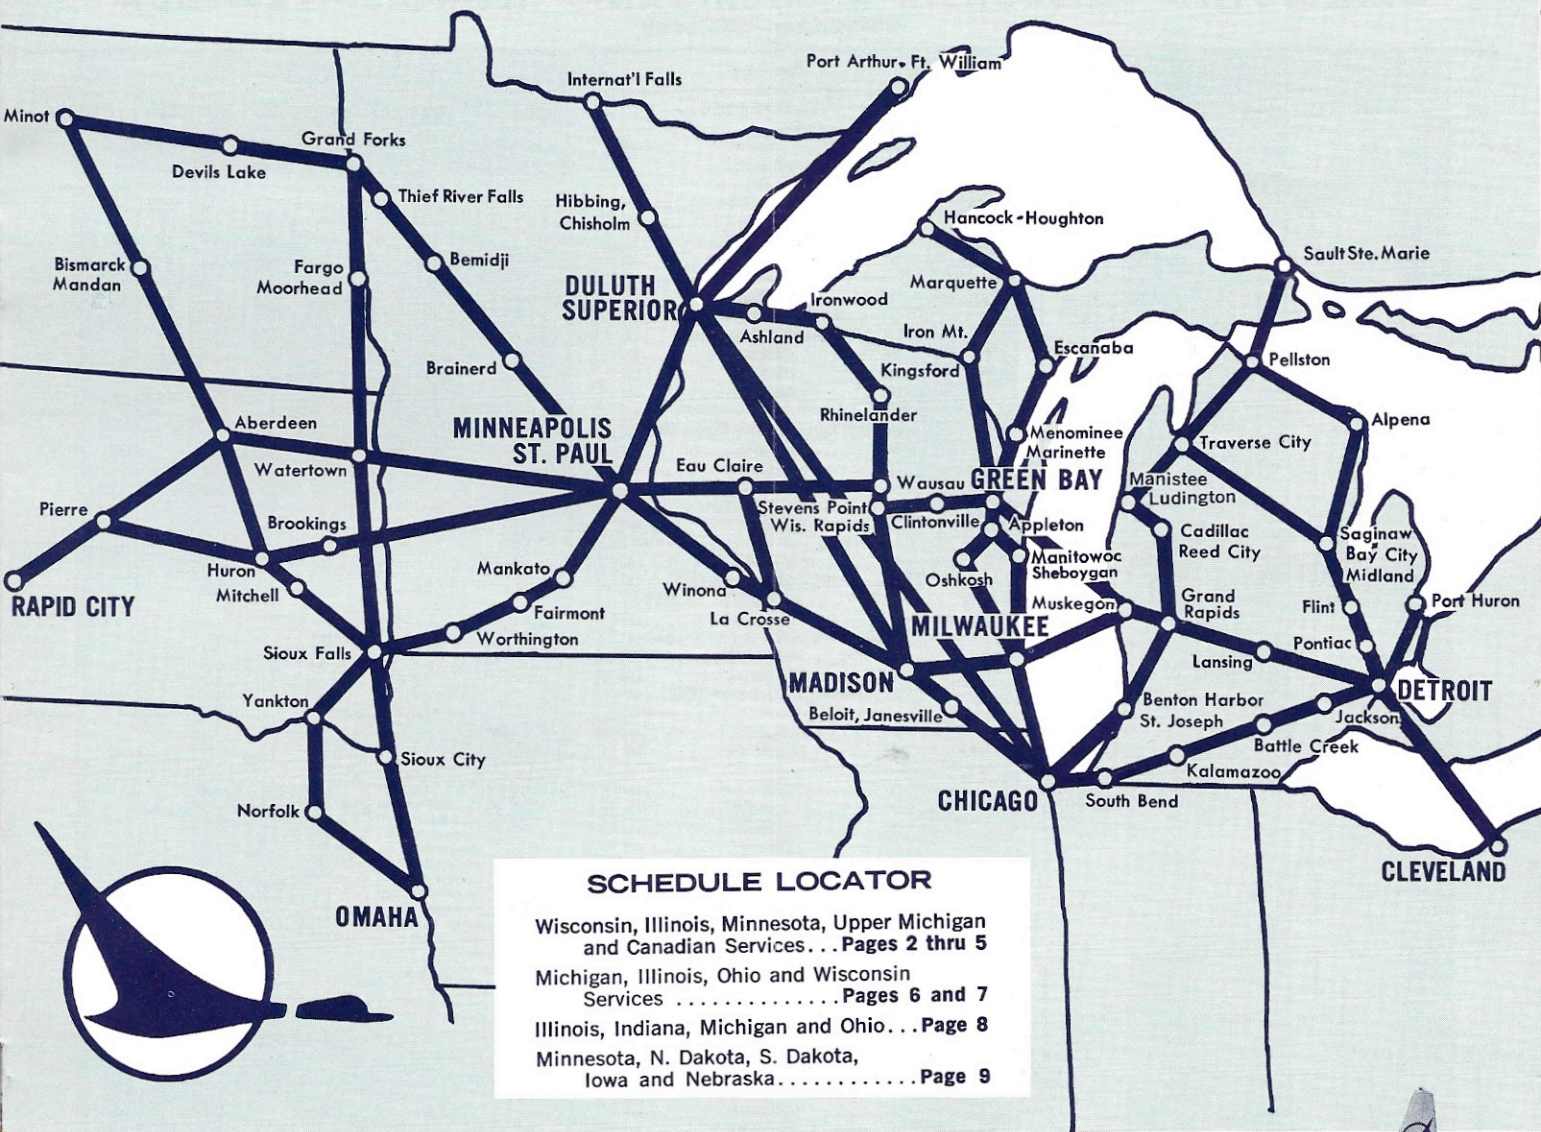 Port Arthur. Ft. William
Internat'l Falls
Minot
Grand Forks
Devils Lake
Thief River Falls
Hibbing,
Chisholm
Hancock-Houghton
Bismarck
Mandan
Fargo
Moorhead
Bemidji
Sault Ste. Marie
DULUTH
SUPERIOR
Marquette
Ironwood
Ashland
Iron Mt.
Kingsford
Escanaba
Brainerd
Pellston
Rhinelander
Alpena
Aberdeen
MINNEAPOLIS
ST. PAUL
Menominee
Marinette
Traverse City
Watertown
Eau Claire
Wausau
GREEN BAY
Manistee
Ludington
Pierre
Brookings
Stevens Point
Wis. Rapids
Clintonville
Appleton
Cadillac
Reed City
Saginaw
Bay City
Midland
Huron
Mitchell
Mankato
Winona
Oshkosh
Manitowoc
Sheboygan
RAPID CITY
Fairmont
La Crosse
Muskegon
Grand
Rapids
Flint
Port Huron
Worthington
MILWAUKEE
Sioux Falls
Pontiac
Lansing
MADISON
DETROIT
Yankton
Beloit, Janesville
Benton Harbor
St. Joseph
Jackson
Battle Creek
Sioux City
Kalamazoo
Norfolk
CHICAGO
South Bend
CLEVELAND
OMAHA
SCHEDULE LOCATOR
Wisconsin, Illinois, Minnesota, Upper Michigan
and Canadian Services...Pages 2 thru 5
Michigan, Illinois, Ohio and Wisconsin
Services ..............Pages 6 and 7
Illinois, Indiana, Michigan and Ohio...Page 8
Minnesota, N. Dakota, S. Dakota,
Iowa and Nebraska............Page 9